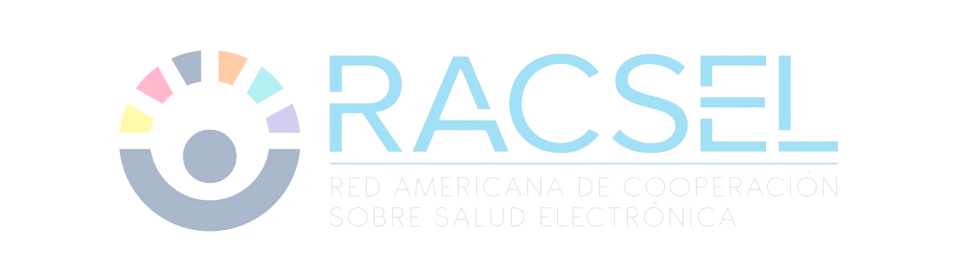 RACSEL
RED AMERICANA DE COOPERACIÓN
SOBRE SALUD ELECTRÓNICA